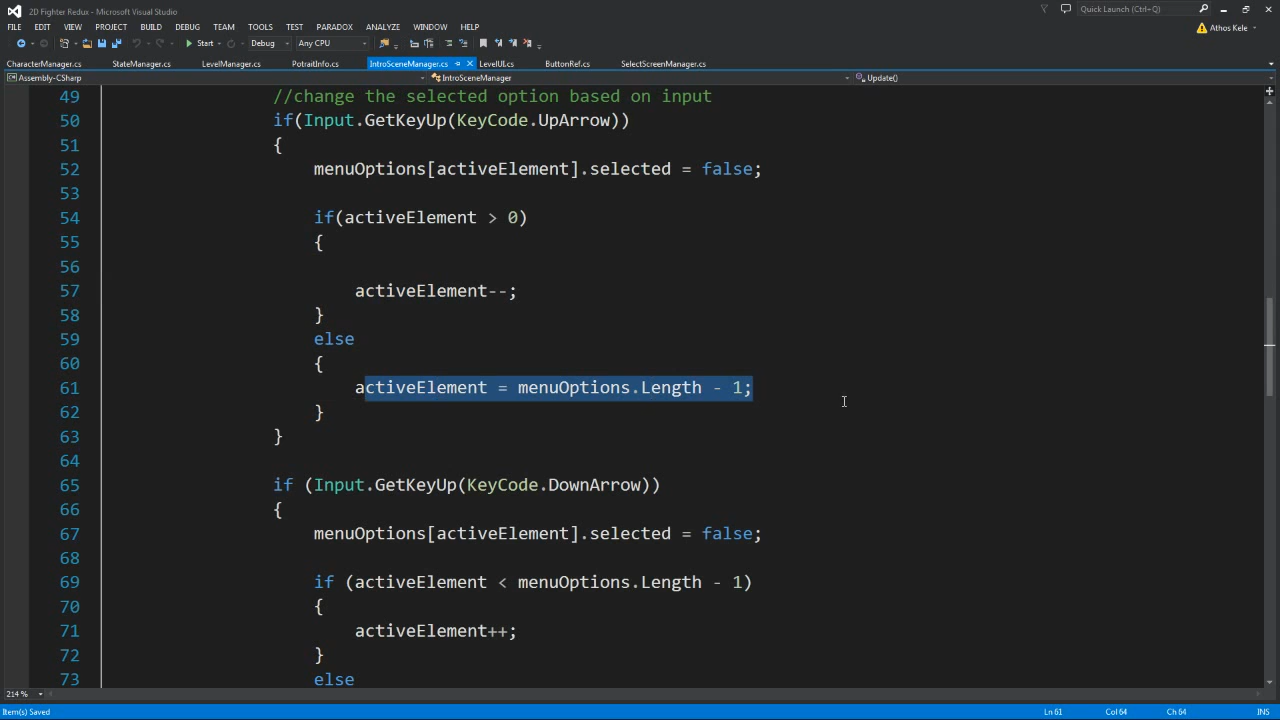 2D Fighter Redux - Microsoft Visual Studio
Quick Launch (Ctrl+Q)
FILE EDIT VIEW PROJECT BUILD DEBUG TEAM TOOLS TEST PARADOX ANALYZE WINDOW HELP
Athos Kele
Start Debug Any CPU
CharacterManager.cs StateManager.cs LevelManager.cs PotraitInfo.cs IntroSceneManager.cs LevelUI.cs ButtonRef.cs SelectScreenManager.cs
Assembly-CSharp IntroSceneManager Update()
49 //change the selected option based on input
50 if(Input.GetKeyUp(KeyCode.UpArrow))
51 {
52 menuOptions[activeElement].selected = false;
53
54 if(activeElement > 0)
55 {
56
57 activeElement--;
58 }
59 else
60 {
61 activeElement = menuOptions.Length - 1;
62 }
63 }
64
65 if (Input.GetKeyUp(KeyCode.DownArrow))
66 {
67 menuOptions[activeElement].selected = false;
68
69 if (activeElement < menuOptions.Length - 1)
70 {
71 activeElement++;
72 }
73 else
214 %
Item(s) Saved Ln 61 Col 64 Ch 64 INS